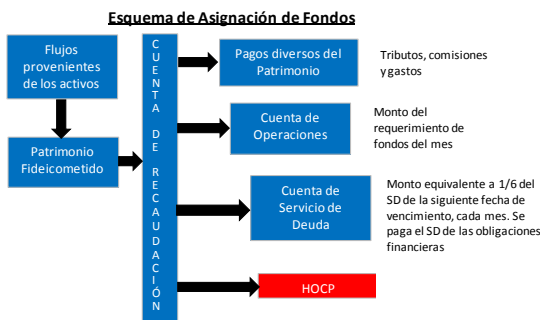 Esquema de Asignación de Fondos
Flujos
provenientes
de los activos
Patrimonio
Fideicometido
CUENTA DE RECAUDACIÓN
Pagos diversos del
Patrimonio
Tributos, comisiones
y gastos
Cuenta de
Operaciones
Monto del
requerimiento de
fondos del mes
Cuenta de
Servicio de
Deuda
Monto equivalente a 1/6 del
SD de la siguiente fecha de
vencimiento, cada mes. Se
paga el SD de las obligaciones
financieras
HOCP